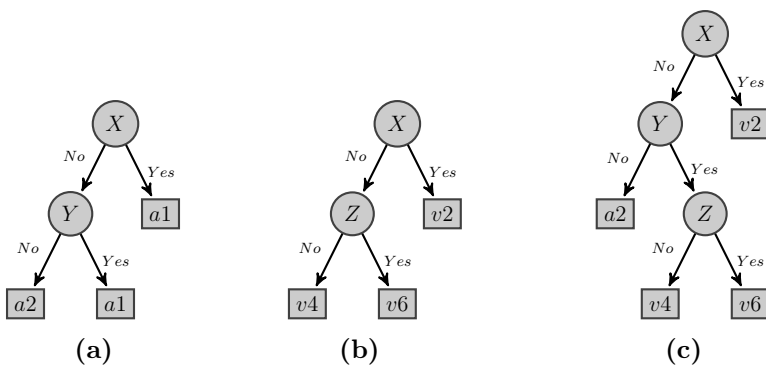 X
No
Yes
Y
a1
No
Yes
a2
a1
(a)
X
No
Yes
Z
v2
No
Yes
v4
v6
(b)
X
No
Yes
Y
v2
No
Yes
a2
Z
No
Yes
v4
v6
(c)